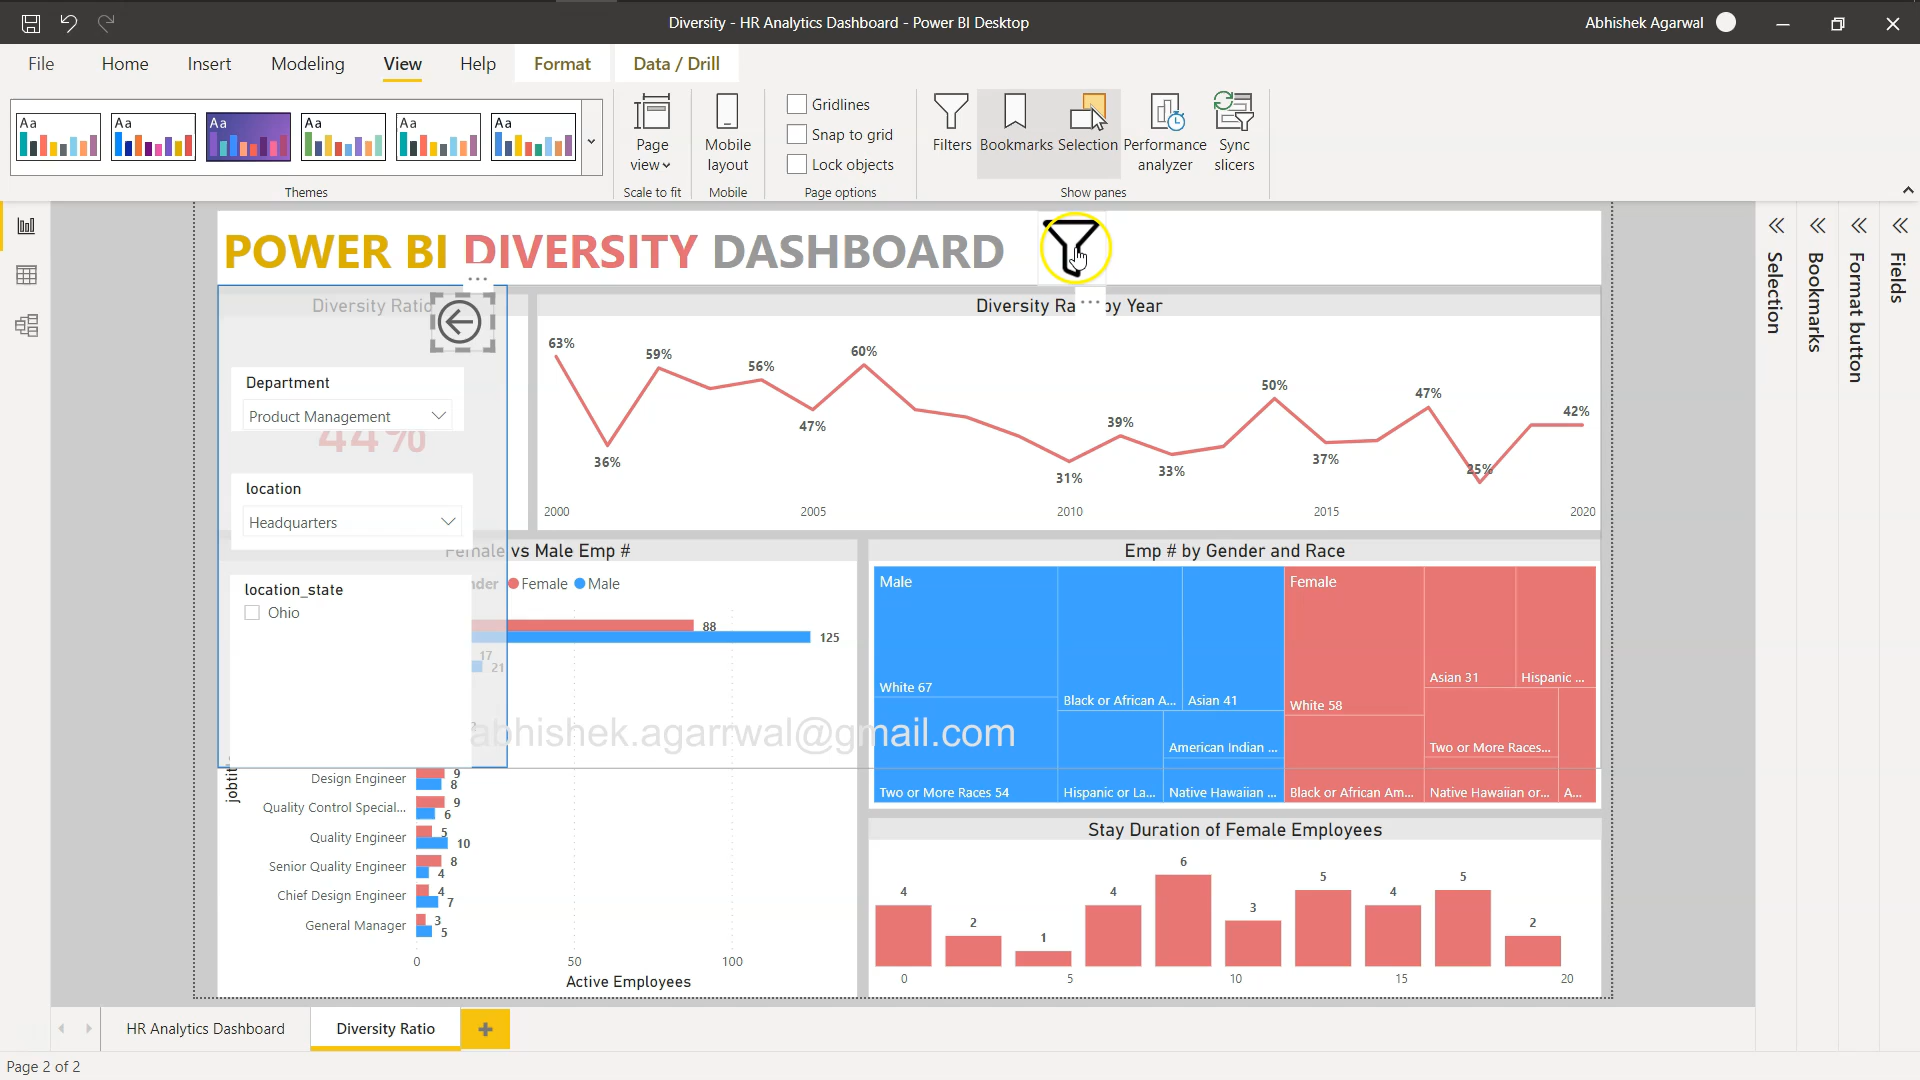 Diversity - HR Analytics Dashboard - Power BI Desktop
Abhishek Agarwal
File Home Insert Modeling View Help Format Data / Drill
Aa Aa Aa Aa Aa Aa
Themes
Page view
Scale to fit
Mobile layout
Mobile
Gridlines
Snap to grid
Lock objects
Page options
Filters
Bookmarks
Selection
Performance analyzer
Sync slicers
Show panes
POWER BI DIVERSITY DASHBOARD
Diversity Ratio
Department
Product Management
44%
location
Headquarters
location_state
Ohio
Diversity Ra by Year
63% 36% 59% 56% 47% 60% 31% 39% 33% 50% 37% 47% 25% 42%
2000 2005 2010 2015 2020
Female vs Male Emp #
nder Female Male
88
125
17
21
jobtit
Design Engineer 9 8
Quality Control Special... 9 6
Quality Engineer 5 10
Senior Quality Engineer 8 4
Chief Design Engineer 4 7
General Manager 3 5
0 50 100
Active Employees
abhishek.agarrwal@gmail.com
Emp # by Gender and Race
Male
White 67
Two or More Races 54
Black or African A...
Asian 41
Hispanic or La...
American Indian ...
Native Hawaiian ...
Female
White 58
Black or African Am...
Asian 31
Hispanic ...
Two or More Races...
Native Hawaiian or...
A...
Stay Duration of Female Employees
4 2 1 4 6 3 5 4 5 2
0 5 10 15 20
Selection
Bookmarks
Format button
Fields
HR Analytics Dashboard
Diversity Ratio
Page 2 of 2